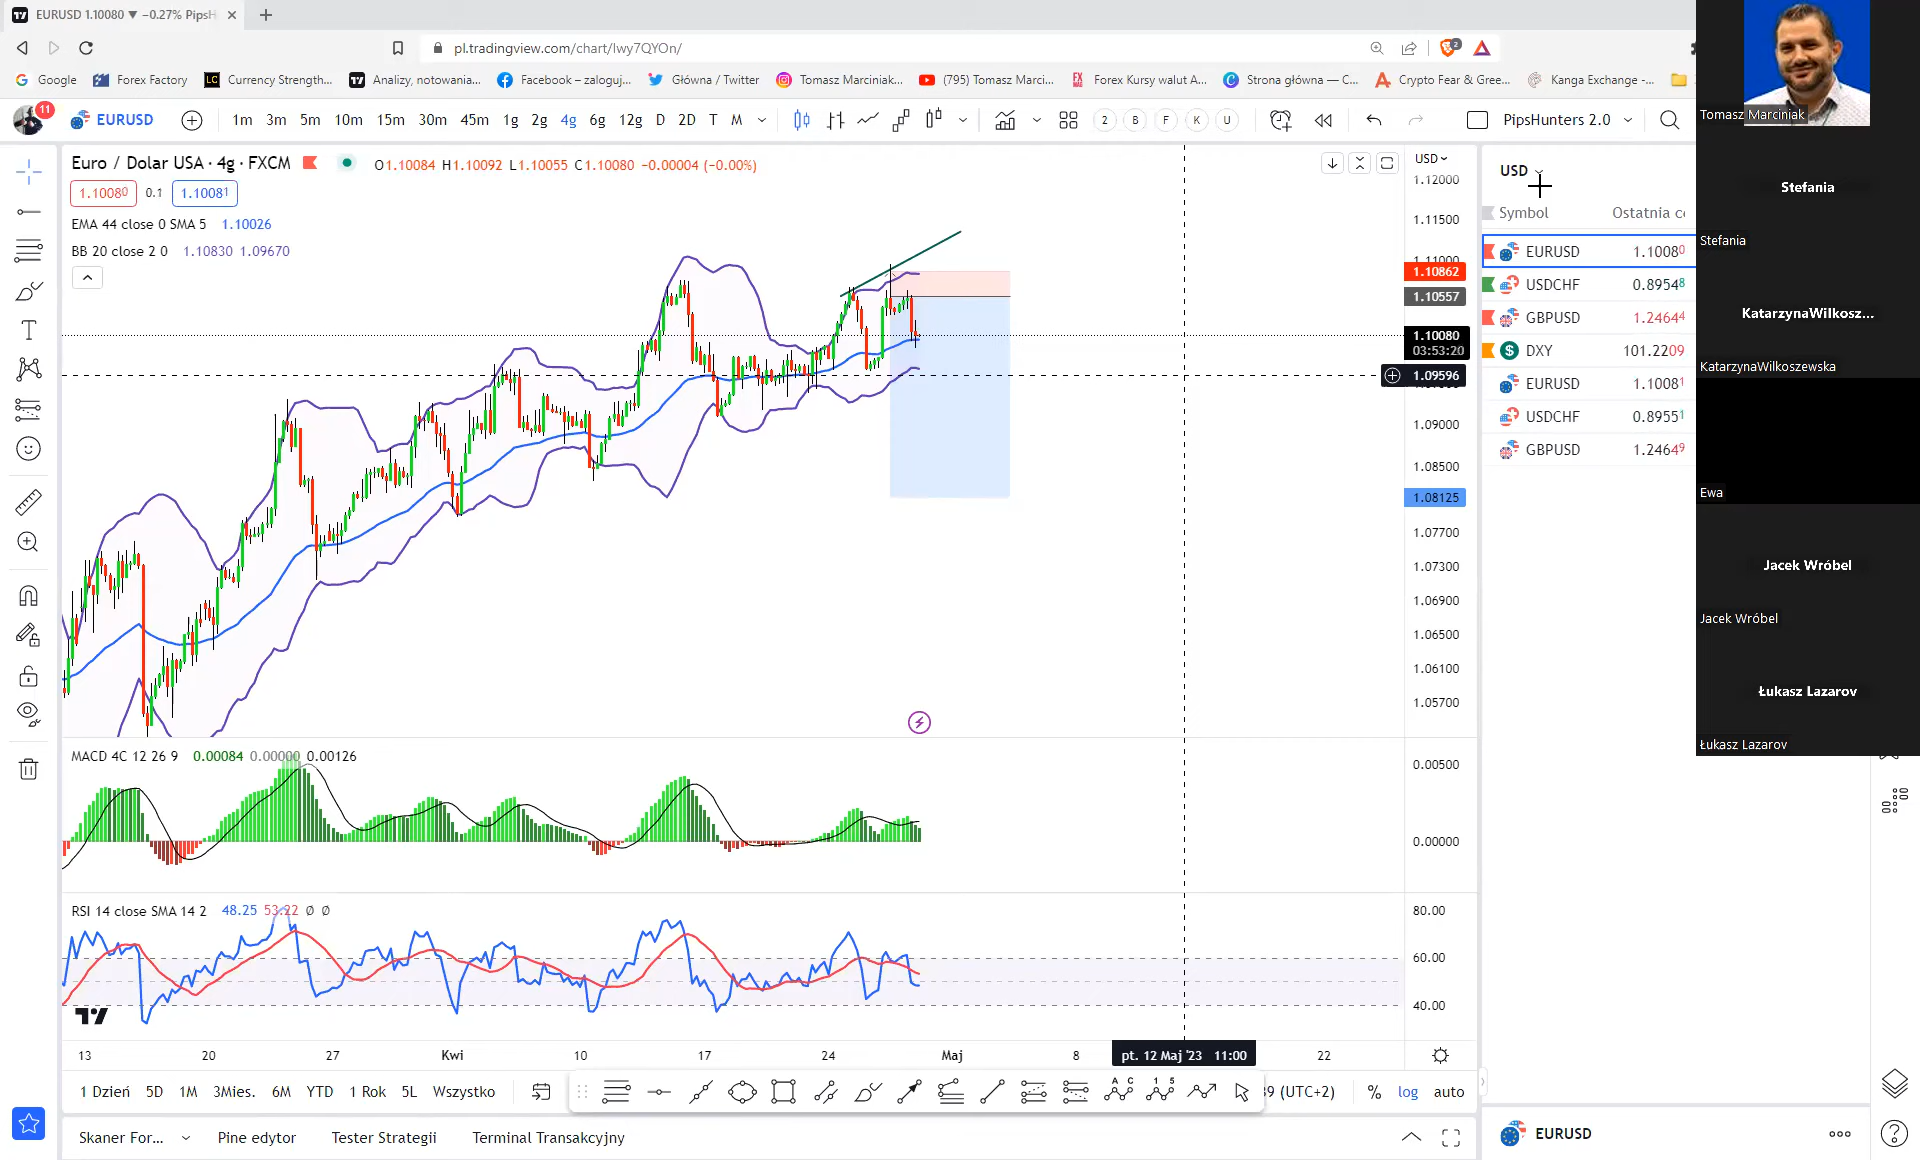 EURUSD 1.10080 ▼ −0.27% PipsH
pl.tradingview.com/chart/Iwy7QYOn/
2
Google
Forex Factory
Currency Strength...
Analizy, notowania...
Facebook – zaloguj...
Główna / Twitter
Tomasz Marciniak...
(795) Tomasz Marci...
Forex Kursy walut A...
Strona główna — C...
Crypto Fear & Gree...
Kanga Exchange -...
11
EURUSD
1m 3m 5m 10m 15m 30m 45m 1g 2g 4g 6g 12g D 2D T M
2 B F K U
PipsHunters 2.0
Euro / Dolar USA · 4g · FXCM
O1.10084 H1.10092 L1.10055 C1.10080 −0.00004 (−0.00%)
1.10080 0.1 1.10081
EMA 44 close 0 SMA 5 1.10026
BB 20 close 2 0 1.10830 1.09670
USD
1.12000
1.11500
1.11000
1.10862
1.10557
1.10080
03:53:20
1.09596
1.09000
1.08500
1.08125
1.07700
1.07300
1.06900
1.06500
1.06100
1.05700
MACD 4C 12 26 9 0.00084 0.00000 0.00126
0.00500
0.00000
RSI 14 close SMA 14 2 48.25 53.22 Ø Ø
80.00
60.00
40.00
13 20 27 Kwi 10 17 24 Maj 8 pt. 12 Maj '23 11:00 22
1 Dzień 5D 1M 3Mies. 6M YTD 1 Rok 5L Wszystko
A C
1 5
39 (UTC+2)
% log auto
Skaner For... Pine edytor Tester Strategii Terminal Transakcyjny
USD
Symbol Ostatnia c
EURUSD 1.10080
USDCHF 0.89548
GBPUSD 1.24644
DXY 101.2209
EURUSD 1.10081
USDCHF 0.89551
GBPUSD 1.24649
EURUSD
Tomasz Marciniak
Stefania
Stefania
KatarzynaWilkosz...
KatarzynaWilkoszewska
Ewa
Jacek Wróbel
Jacek Wróbel
Łukasz Lazarov
Łukasz Lazarov